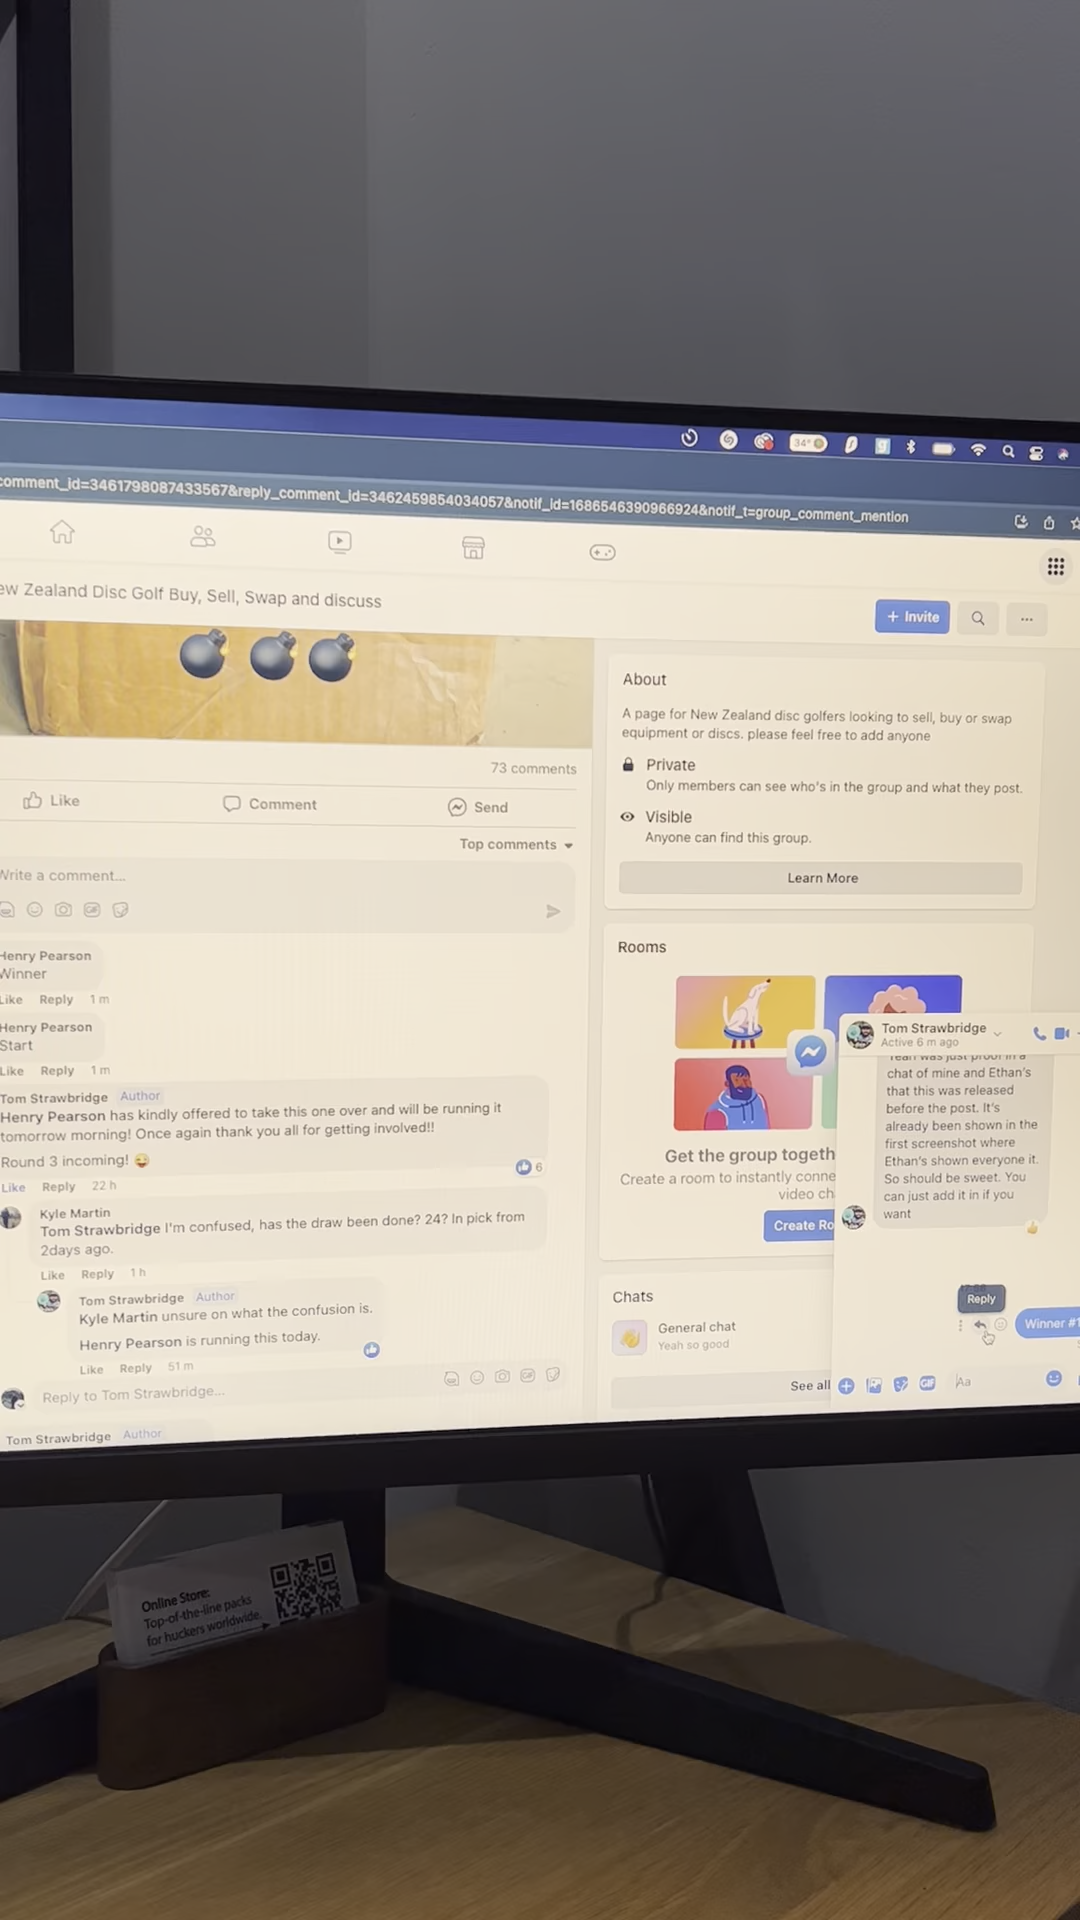 34°
comment_id=3461798087433567&reply_comment_id=3462459854034057&notif_id=1686546390966924&notif_t=group_comment_mention
ew Zealand Disc Golf Buy, Sell, Swap and discuss
+ Invite
73 comments
Like
Comment
Send
Top comments
Write a comment...
GIF
Henry Pearson
Winner
Like Reply 1 m
Henry Pearson
Start
Like Reply 1 m
Tom Strawbridge Author
Henry Pearson has kindly offered to take this one over and will be running it
tomorrow morning! Once again thank you all for getting involved!!
Round 3 incoming! 😜
6
Like Reply 22 h
Kyle Martin
Tom Strawbridge I'm confused, has the draw been done? 24? In pick from
2days ago.
Like Reply 1 h
Tom Strawbridge Author
Kyle Martin unsure on what the confusion is.
Henry Pearson is running this today.
Like Reply 51 m
Reply to Tom Strawbridge...
GIF
Tom Strawbridge Author
About
A page for New Zealand disc golfers looking to sell, buy or swap
equipment or discs. please feel free to add anyone
Private
Only members can see who's in the group and what they post.
Visible
Anyone can find this group.
Learn More
Rooms
Get the group togeth
Create a room to instantly conne
video ch
Create Ro
Chats
General chat
Yeah so good
See all
Tom Strawbridge
Active 6 m ago
Yeah was just proof in a
chat of mine and Ethan's
that this was released
before the post. It's
already been shown in the
first screenshot where
Ethan's shown everyone it.
So should be sweet. You
can just add it in if you
want
Reply
Winner #1
GIF
Aa
Online Store:
Top-of-the-line packs
for huckers worldwide.